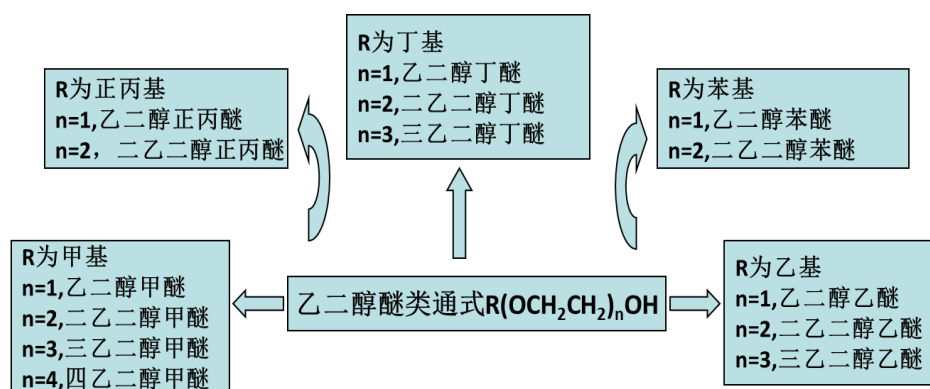 R为丁基
n=1,乙二醇丁醚
n=2,二乙二醇丁醚
n=3,三乙二醇丁醚
R为正丙基
n=1,乙二醇正丙醚
n=2，二乙二醇正丙醚
R为苯基
n=1,乙二醇苯醚
n=2,二乙二醇苯醚
R为甲基
n=1,乙二醇甲醚
n=2,二乙二醇甲醚
n=3,三乙二醇甲醚
n=4,四乙二醇甲醚
乙二醇醚类通式R(OCH₂CH₂)ₙOH
R为乙基
n=1,乙二醇乙醚
n=2,二乙二醇乙醚
n=3,三乙二醇乙醚